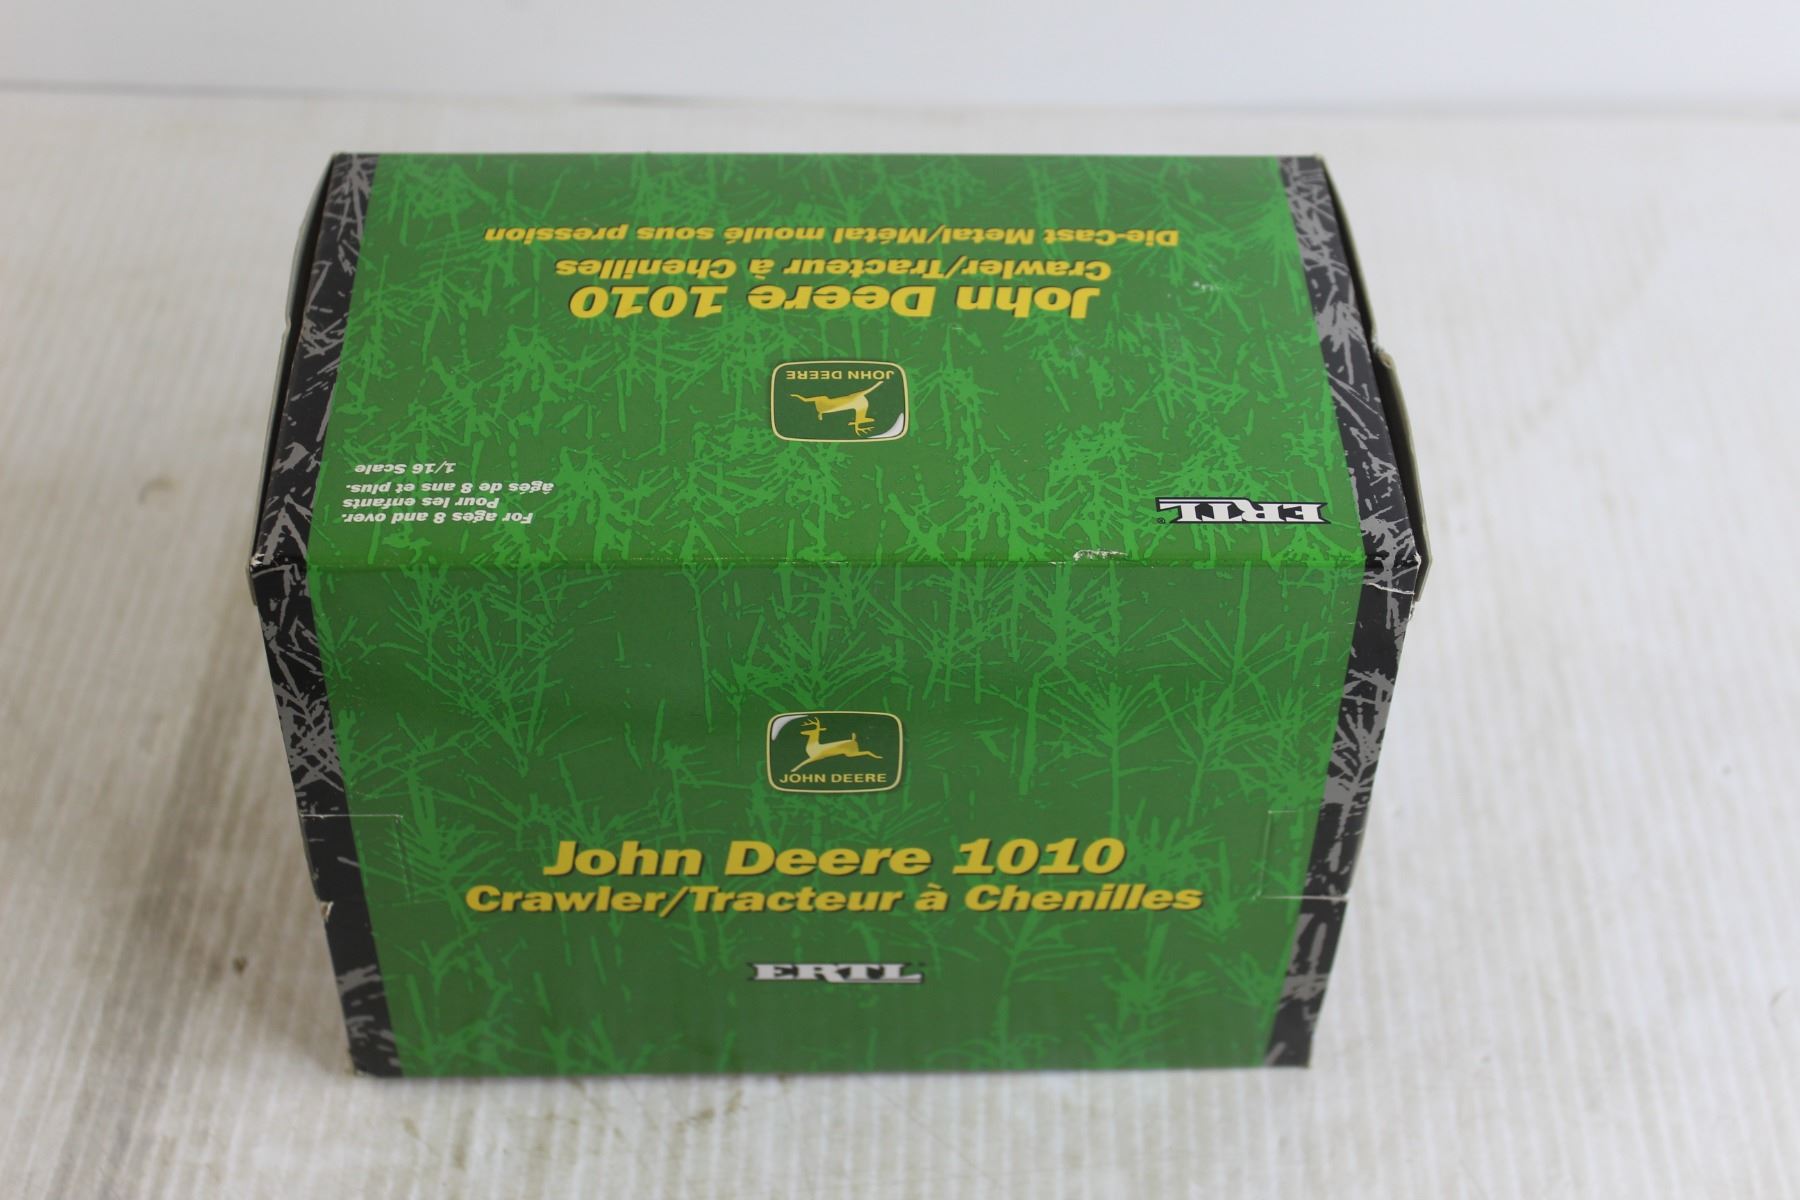 Die-Cast Metal/Métal moulé sous pression
Crawler/Tracteur à Chenilles
John Deere 1010
JOHN DEERE
1/16 Scale
For ages 8 and over.
Pour les enfants
âgés de 8 ans et plus.
ERTL®
JOHN DEERE
John Deere 1010
Crawler/Tracteur à Chenilles
ERTL